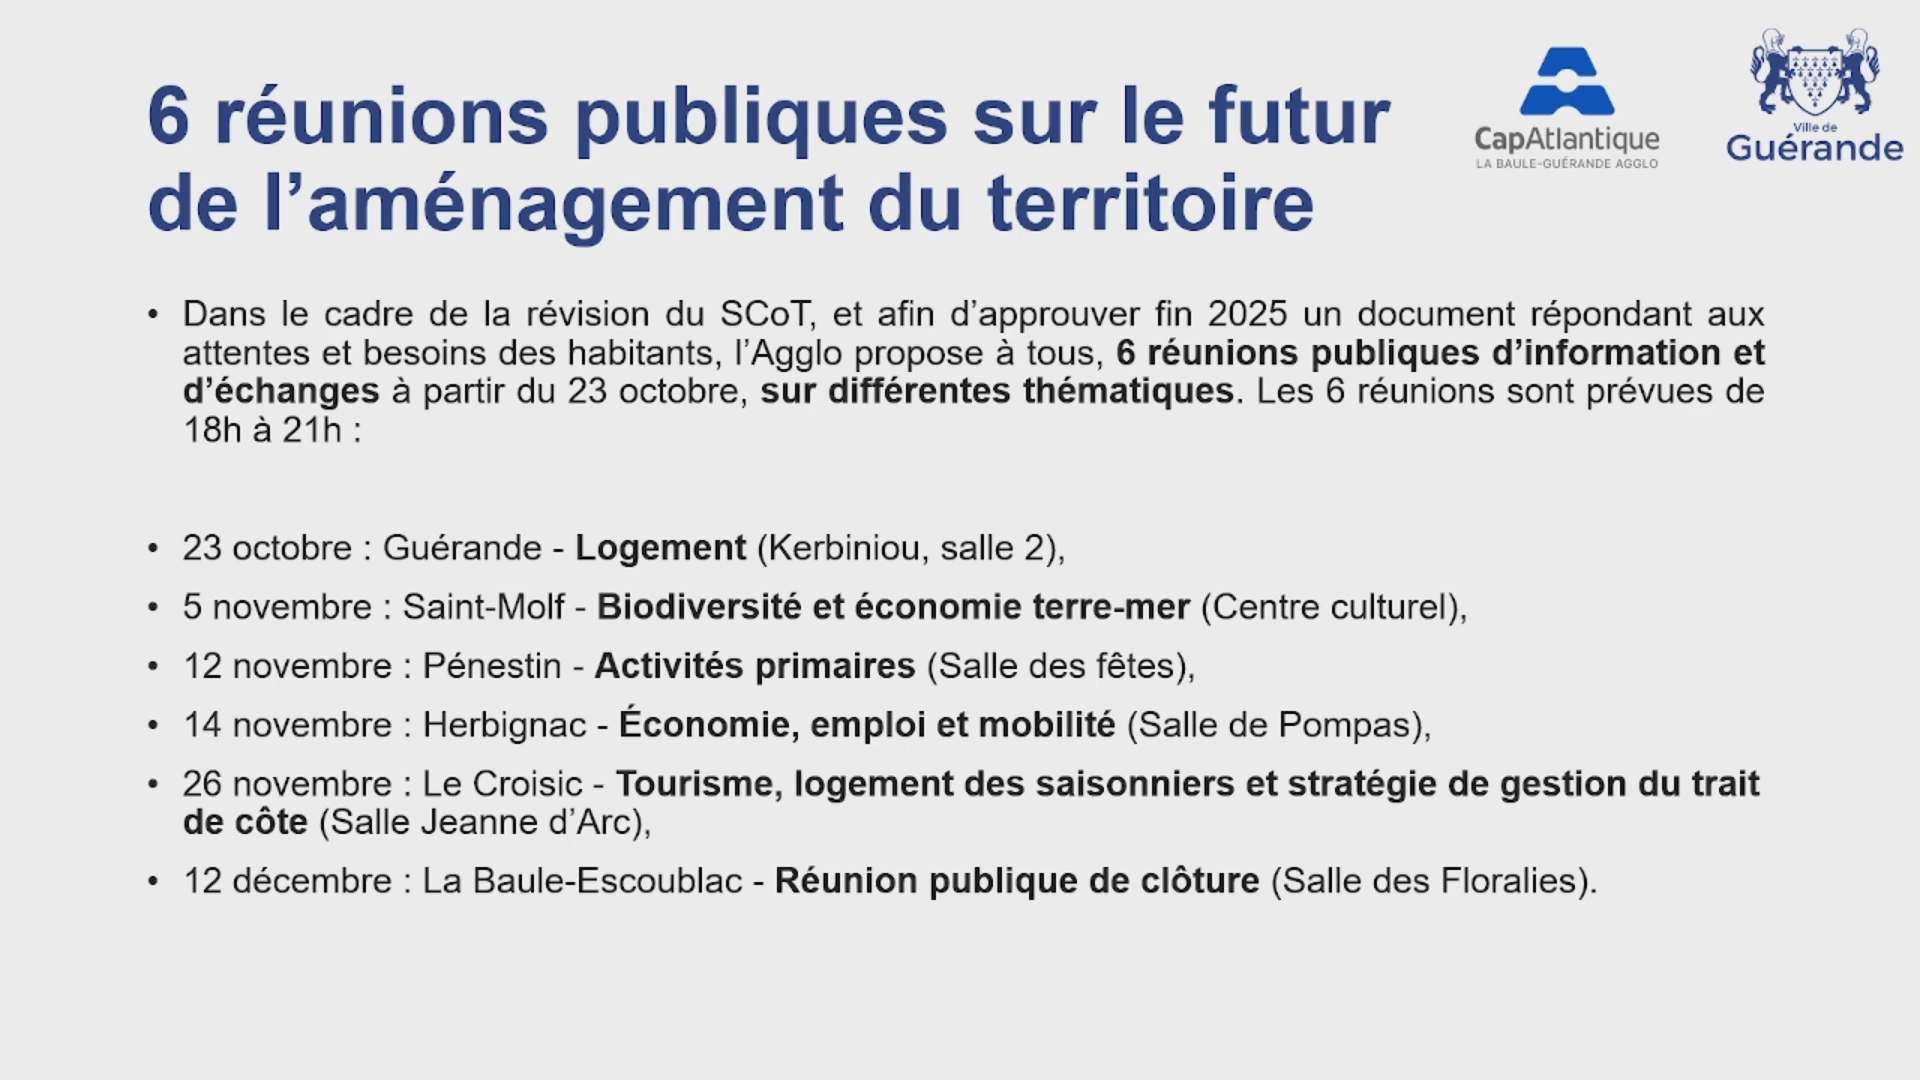 6 réunions publiques sur le futur
de l’aménagement du territoire
CapAtlantique
LA BAULE-GUÉRANDE AGGLO
Ville de
Guérande
• Dans le cadre de la révision du SCoT, et afin d’approuver fin 2025 un document répondant aux
attentes et besoins des habitants, l’Agglo propose à tous, 6 réunions publiques d’information et
d’échanges à partir du 23 octobre, sur différentes thématiques. Les 6 réunions sont prévues de
18h à 21h :
• 23 octobre : Guérande - Logement (Kerbiniou, salle 2),
• 5 novembre : Saint-Molf - Biodiversité et économie terre-mer (Centre culturel),
• 12 novembre : Pénestin - Activités primaires (Salle des fêtes),
• 14 novembre : Herbignac - Économie, emploi et mobilité (Salle de Pompas),
• 26 novembre : Le Croisic - Tourisme, logement des saisonniers et stratégie de gestion du trait
de côte (Salle Jeanne d’Arc),
• 12 décembre : La Baule-Escoublac - Réunion publique de clôture (Salle des Floralies).